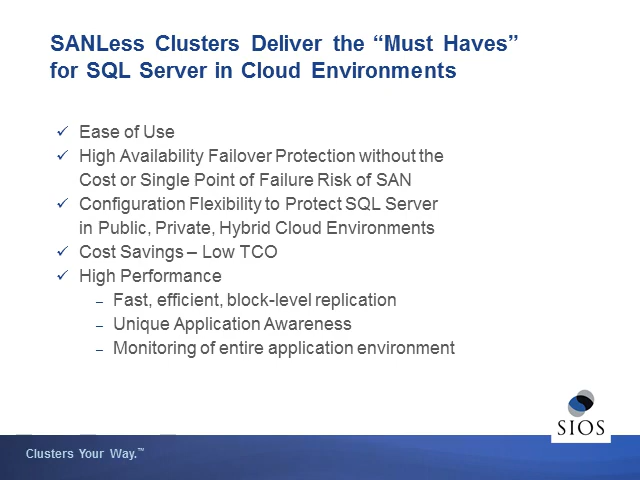 SANLess Clusters Deliver the “Must Haves”
for SQL Server in Cloud Environments
✓ Ease of Use
✓ High Availability Failover Protection without the
Cost or Single Point of Failure Risk of SAN
✓ Configuration Flexibility to Protect SQL Server
in Public, Private, Hybrid Cloud Environments
✓ Cost Savings – Low TCO
✓ High Performance
– Fast, efficient, block-level replication
– Unique Application Awareness
– Monitoring of entire application environment
SIOS
Clusters Your Way.™